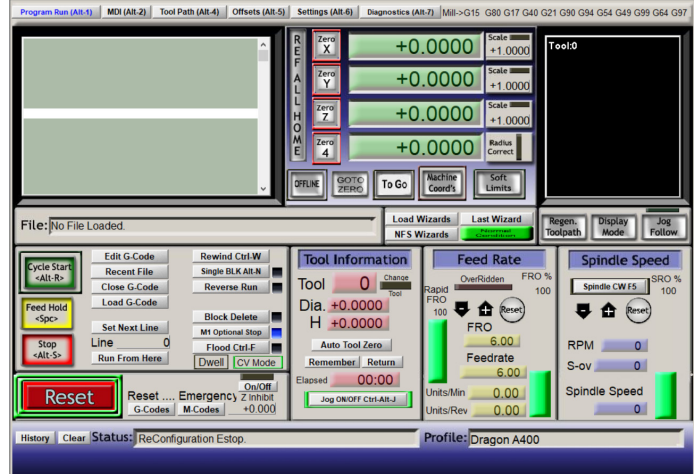 Program Run (Alt-1) MDI (Alt-2) Tool Path (Alt-4) Offsets (Alt-5) Settings (Alt-6) Diagnostics (Alt-7) Mill->G15 G80 G17 G40 G21 G90 G94 G54 G49 G99 G64 G97
REF ALL HOME
Zero X +0.0000 Scale +1.0000
Zero Y +0.0000 Scale +1.0000
Zero Z +0.0000 Scale +1.0000
Zero 4 +0.0000 Radius Correct
OFFLINE GOTO ZERO To Go Machine Coord's Soft Limits
Tool:0
File: No File Loaded.
Load Wizards Last Wizard
NFS Wizards Normal Condition
Regen. Toolpath Display Mode Jog Follow
Cycle Start <Alt-R>
Feed Hold <Spc>
Stop <Alt-S>
Edit G-Code Rewind Ctrl-W
Recent File Single BLK Alt-N
Close G-Code Reverse Run
Load G-Code
Block Delete
Set Next Line M1 Optional Stop
Line 0 Flood Ctrl-F
Run From Here Dwell CV Mode
Reset
Reset .... Emergency
G-Codes M-Codes
On/Off
Z Inhibit
+0.000
Tool Information
Tool 0 Change Tool
Dia. +0.0000
H +0.0000
Auto Tool Zero
Remember Return
Elapsed 00:00
Jog ON/OFF Ctrl-Alt-J
Feed Rate
OverRidden FRO %
Rapid 100
FRO
100 Reset
FRO
6.00
Feedrate
6.00
Units/Min 0.00
Units/Rev 0.00
Spindle Speed
Spindle CW F5 SRO %
100
Reset
RPM 0
S-ov 0
Spindle Speed
0
History Clear Status: ReConfiguration Estop. Profile: Dragon A400